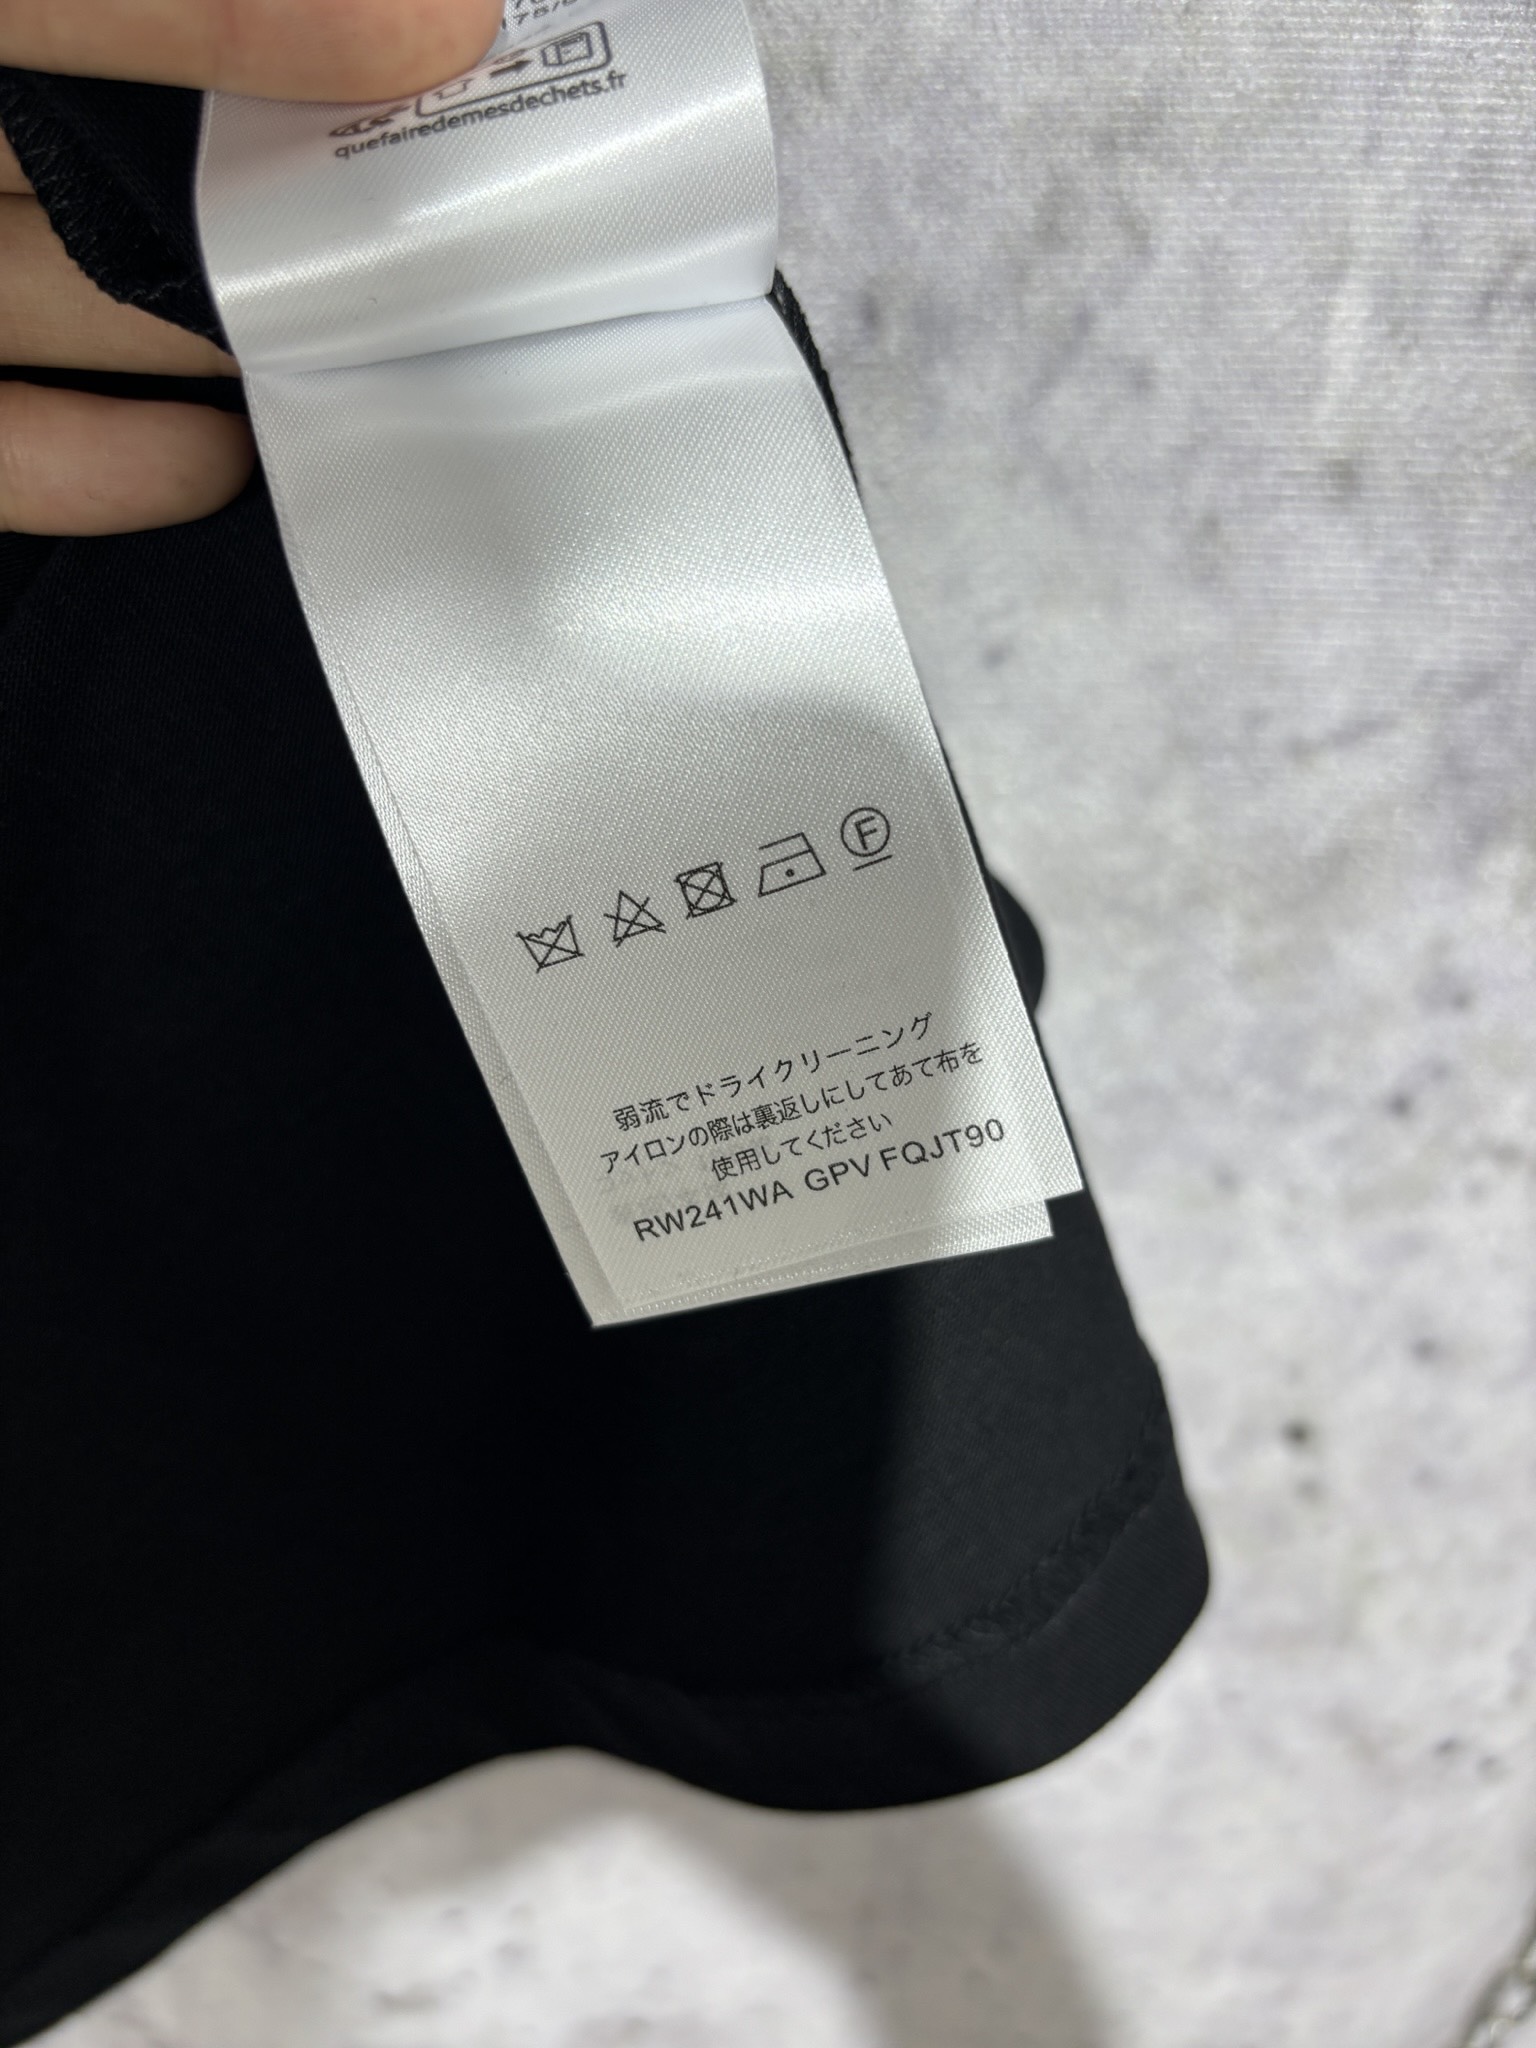 quefairedemesdechets.fr
F
弱流でドライクリーニング
アイロンの際は裏返しにしてあて布を
使用してください
RW241WA GPV FQJT90